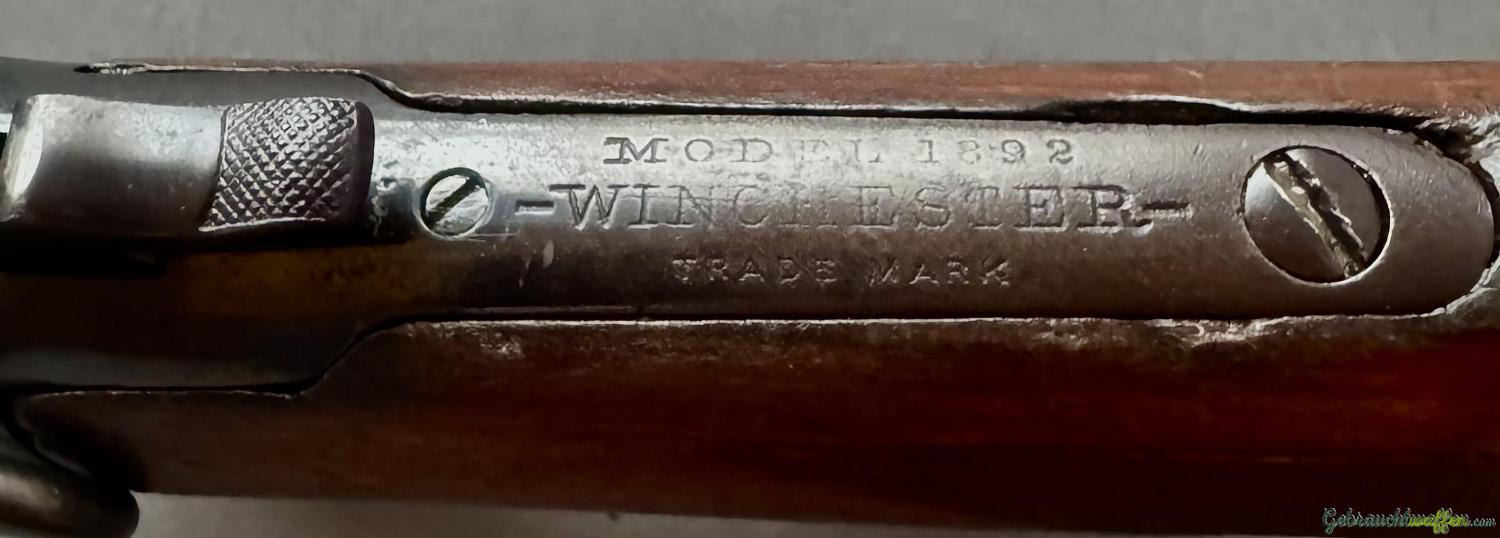 MODEL 1892
-WINCHESTER-
TRADE MARK
Gebrauchtwaffen.com